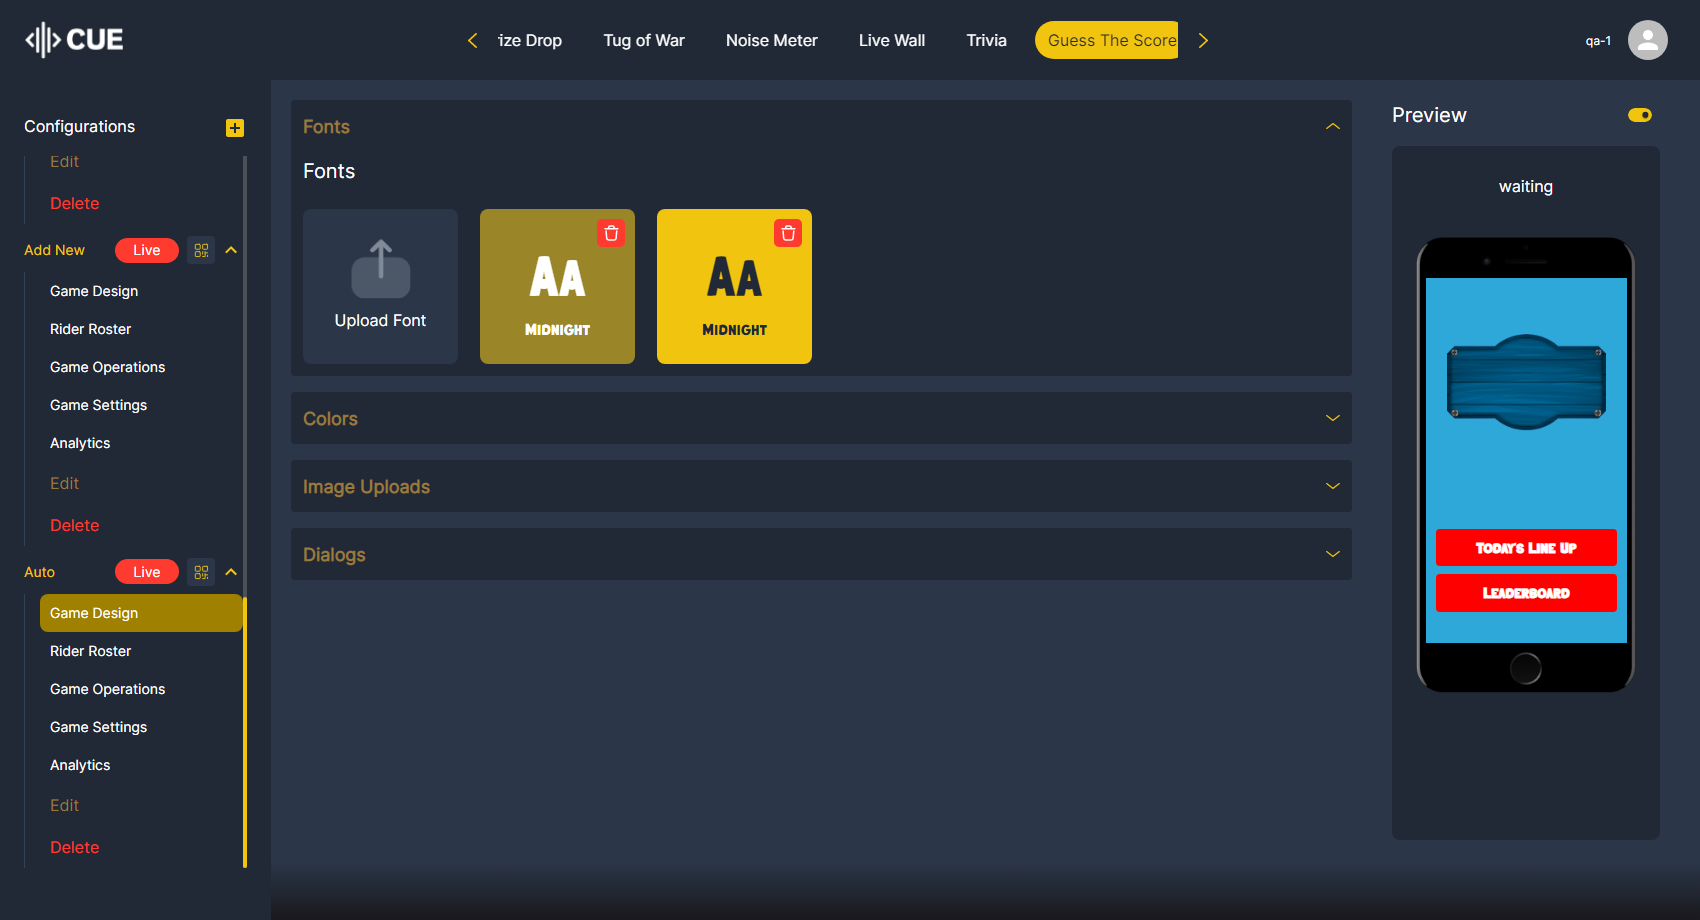 CUE
ize Drop
Tug of War
Noise Meter
Live Wall
Trivia
Guess The Score
qa-1
Configurations
Edit
Delete
Add New
Live
Game Design
Rider Roster
Game Operations
Game Settings
Analytics
Edit
Delete
Auto
Live
Game Design
Rider Roster
Game Operations
Game Settings
Analytics
Edit
Delete
Fonts
Fonts
Upload Font
AA
MIDNIGHT
AA
MIDNIGHT
Colors
Image Uploads
Dialogs
Preview
waiting
TODAY'S LINE UP
LEADERBOARD